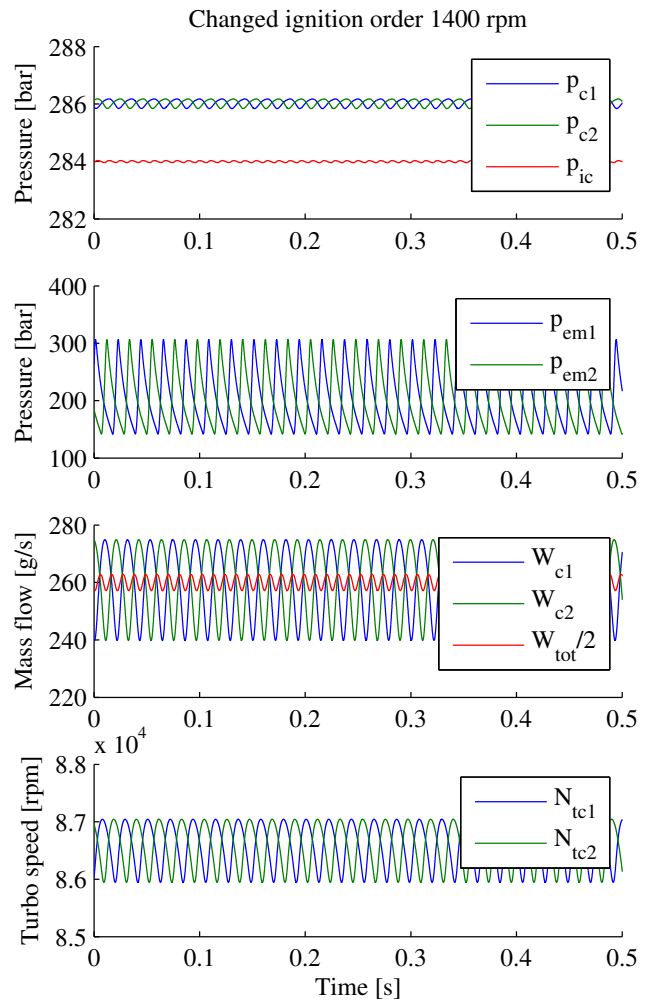 Changed ignition order 1400 rpm
Pressure [bar]
288
286
284
282
0 0.1 0.2 0.3 0.4 0.5
p_c1
p_c2
p_ic
Pressure [bar]
400
300
200
100
0 0.1 0.2 0.3 0.4 0.5
p_em1
p_em2
Mass flow [g/s]
280
260
240
220
0 0.1 0.2 0.3 0.4 0.5
W_c1
W_c2
W_tot/2
x 10^4
Turbo speed [rpm]
8.8
8.7
8.6
8.5
0 0.1 0.2 0.3 0.4 0.5
N_tc1
N_tc2
Time [s]